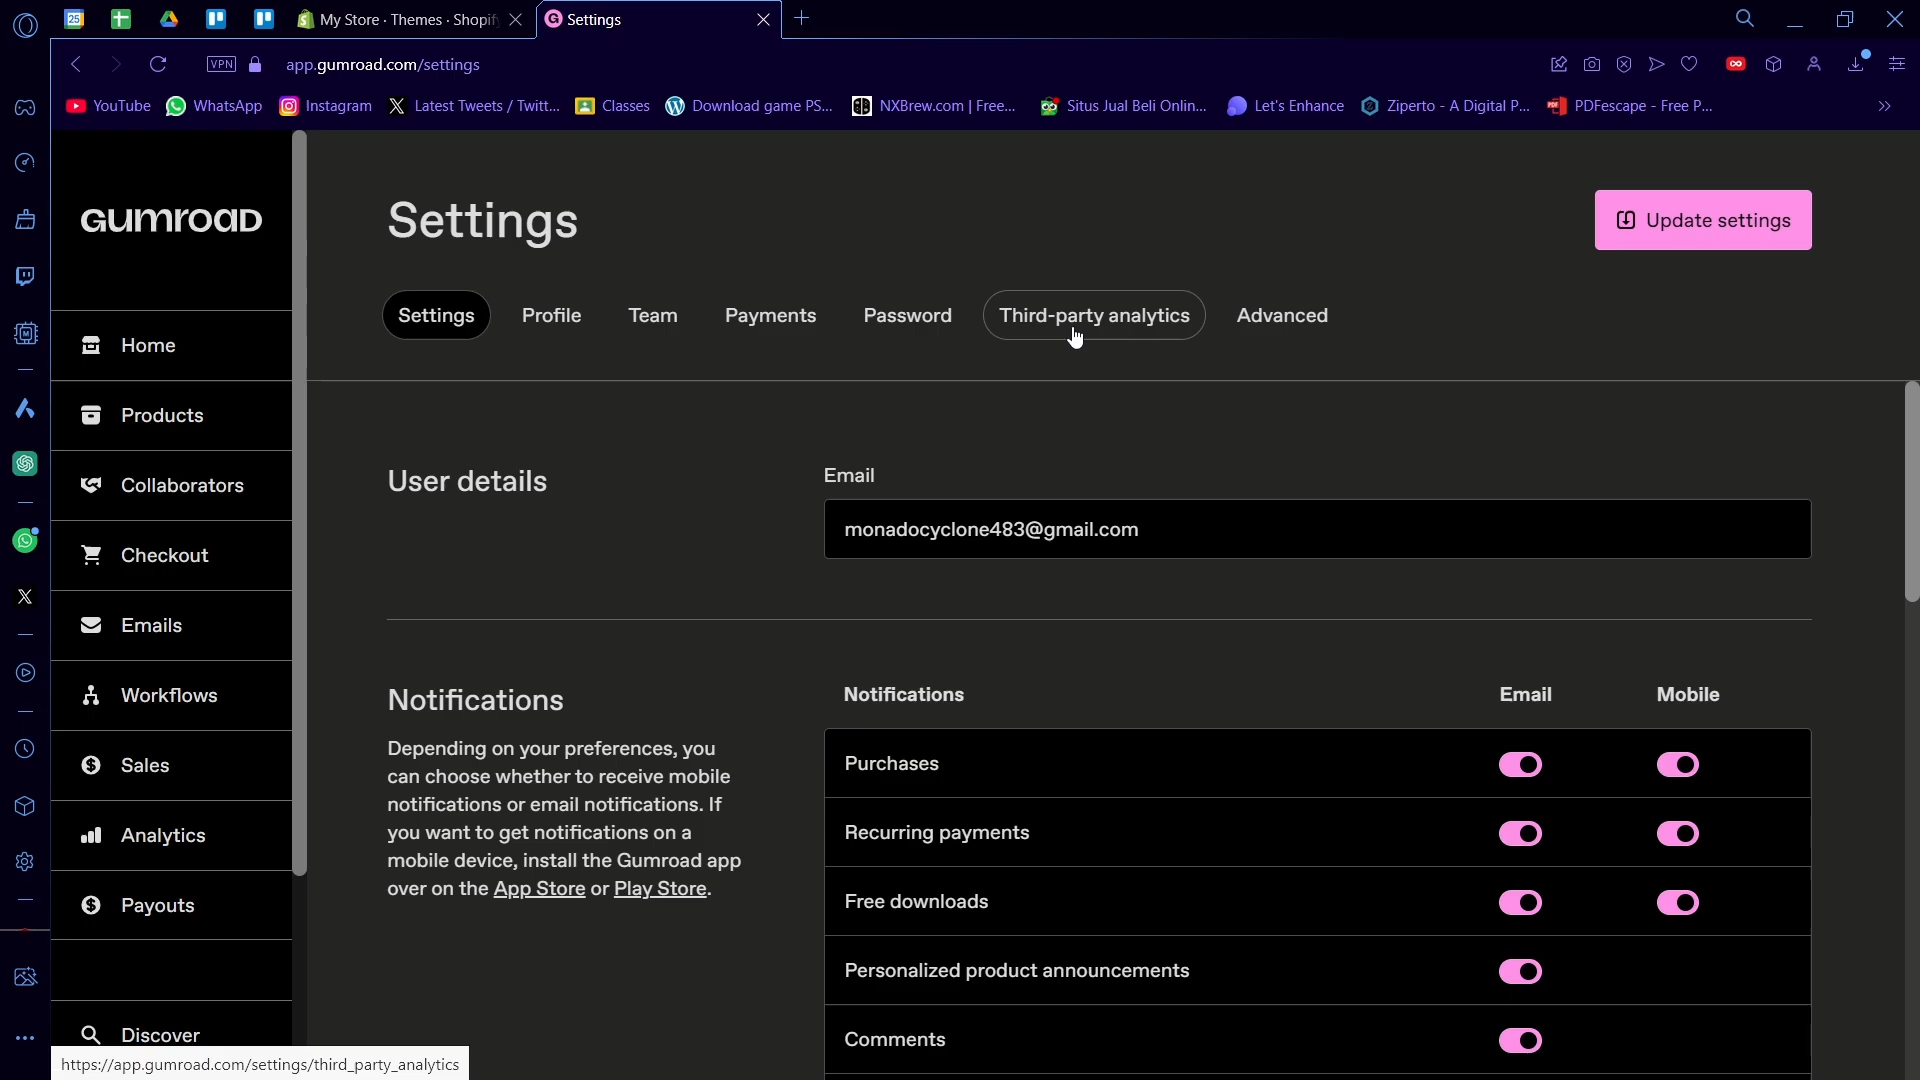 25
My Store · Themes · Shopif
G Settings
VPN app.gumroad.com/settings
YouTube WhatsApp Instagram X Latest Tweets / Twitt... Classes Download game PS... NXBrew.com | Free... Situs Jual Beli Onlin... Let's Enhance Ziperto - A Digital P... PDFescape - Free P...
GUMROAD
Settings
Update settings
Settings Profile Team Payments Password Third-party analytics Advanced
Home
Products
Collaborators
Checkout
Emails
Workflows
Sales
Analytics
Payouts
Discover
User details
Email
monadocyclone483@gmail.com
Notifications
Depending on your preferences, you
can choose whether to receive mobile
notifications or email notifications. If
you want to get notifications on a
mobile device, install the Gumroad app
over on the App Store or Play Store.
Notifications Email Mobile
Purchases
Recurring payments
Free downloads
Personalized product announcements
Comments
https://app.gumroad.com/settings/third_party_analytics